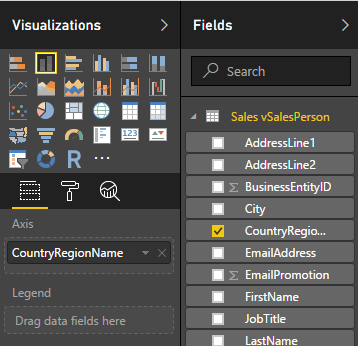 Visualizations
R
123
Axis
CountryRegionName
Legend
Drag data fields here
Fields
Search
Sales vSalesPerson
AddressLine1
AddressLine2
Σ BusinessEntityID
City
CountryRegio...
EmailAddress
Σ EmailPromotion
FirstName
JobTitle
LastName